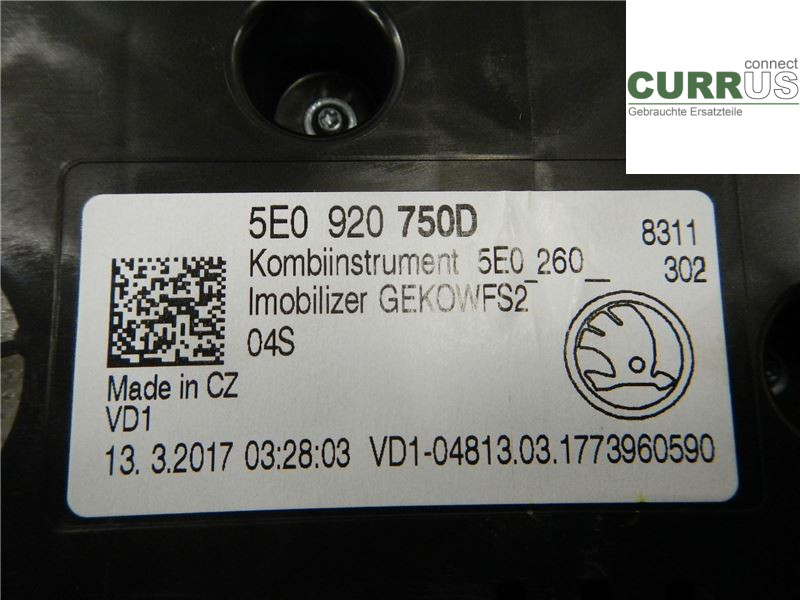 connect
CURRUS
Gebrauchte Ersatzteile
5E0 920 750D
8311
Kombiinstrument 5E0_260__
302
Imobilizer GEKOWFS2
04S
Made in CZ
VD1
13. 3.2017 03:28:03 VD1-04813.03.1773960590